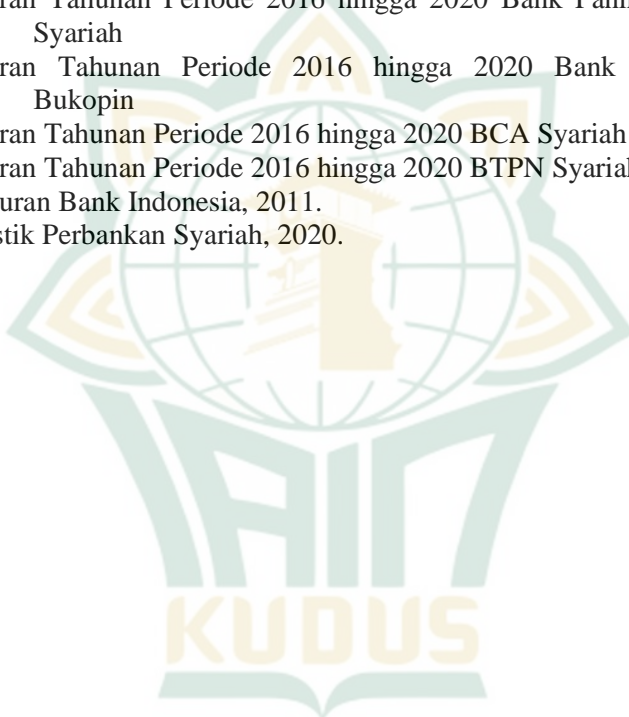 ran Tahunan Periode 2016 hingga 2020 Bank
Syariah
ran Tahunan Periode 2016 hingga 2020 Bank
Bukopin
ran Tahunan Periode 2016 hingga 2020 BCA Syariah
ran Tahunan Periode 2016 hingga 2020 BTPN Syariah
uran Bank Indonesia, 2011.
stik Perbankan Syariah, 2020.
IAIN
KUDUS